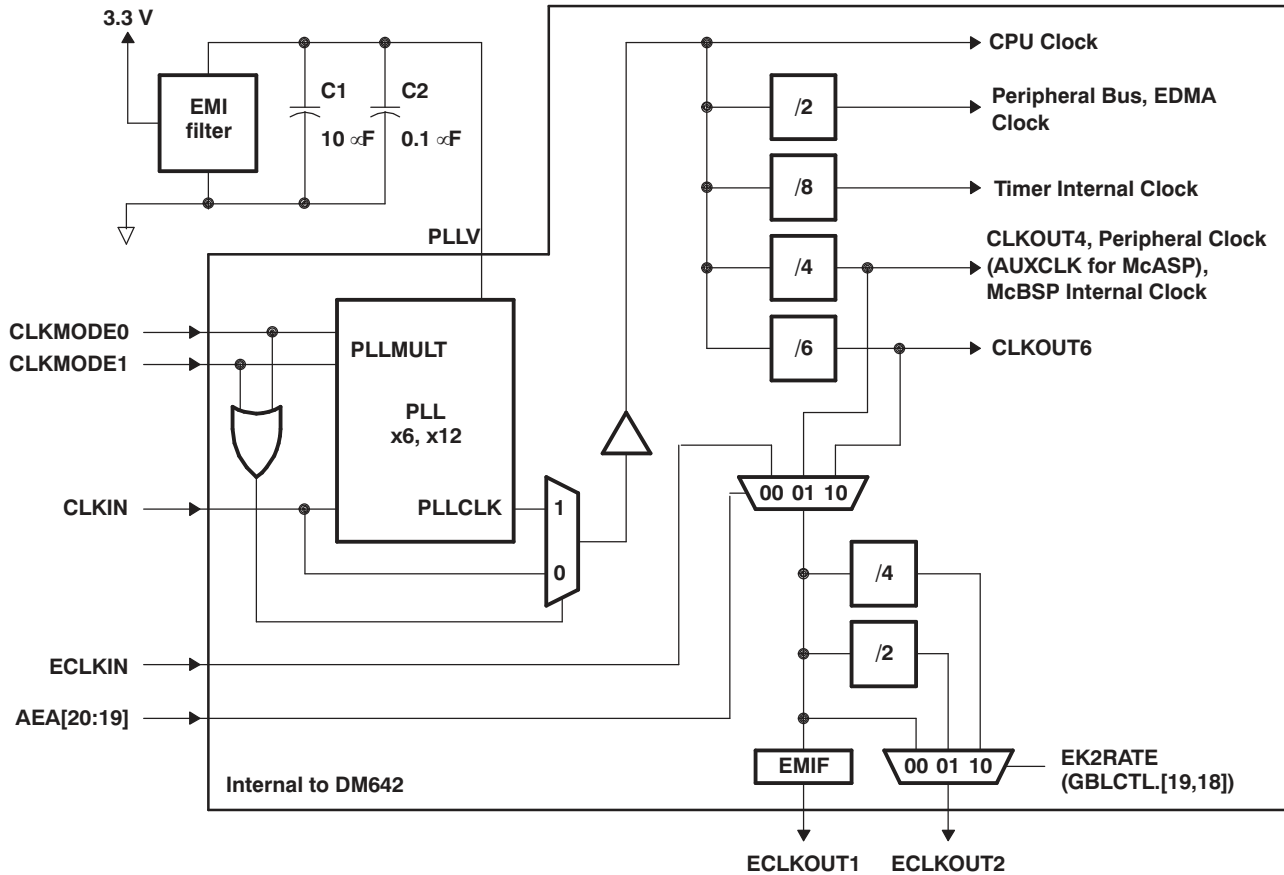 3.3 V
EMI
filter
C1
10 ∝F
C2
0.1 ∝F
PLLV
CPU Clock
/2
Peripheral Bus, EDMA
Clock
/8
Timer Internal Clock
/4
CLKOUT4, Peripheral Clock
(AUXCLK for McASP),
McBSP Internal Clock
/6
CLKOUT6
CLKMODE0
CLKMODE1
PLLMULT
PLL
x6, x12
CLKIN
PLLCLK
1
0
00 01 10
/4
/2
ECLKIN
AEA[20:19]
EMIF
00 01 10
EK2RATE
(GBLCTL.[19,18])
Internal to DM642
ECLKOUT1
ECLKOUT2